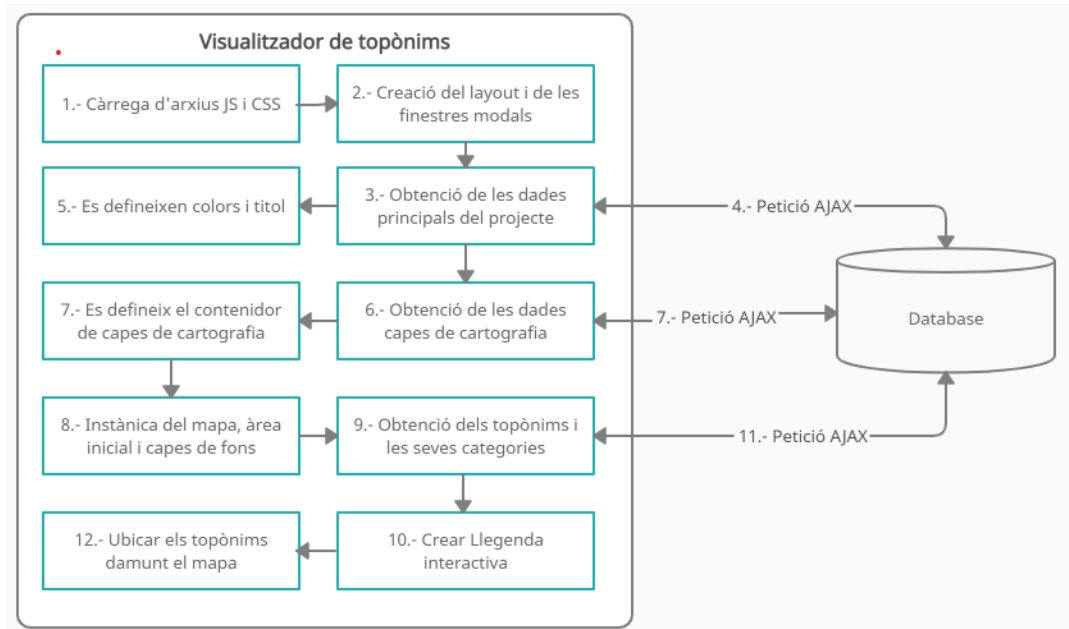 Visualitzador de topònims
1.- Càrrega d'arxius JS i CSS
2.- Creació del layout i de les
finestres modals
5.- Es defineixen colors i titol
3.- Obtenció de les dades
principals del projecte
4.- Petició AJAX
7.- Es defineix el contenidor
de capes de cartografia
6.- Obtenció de les dades
capes de cartografia
7.- Petició AJAX
Database
8.- Instànica del mapa, àrea
inicial i capes de fons
9.- Obtenció dels topònims i
les seves categories
11.- Petició AJAX
12.- Ubicar els topònims
damunt el mapa
10.- Crear Llegenda
interactiva